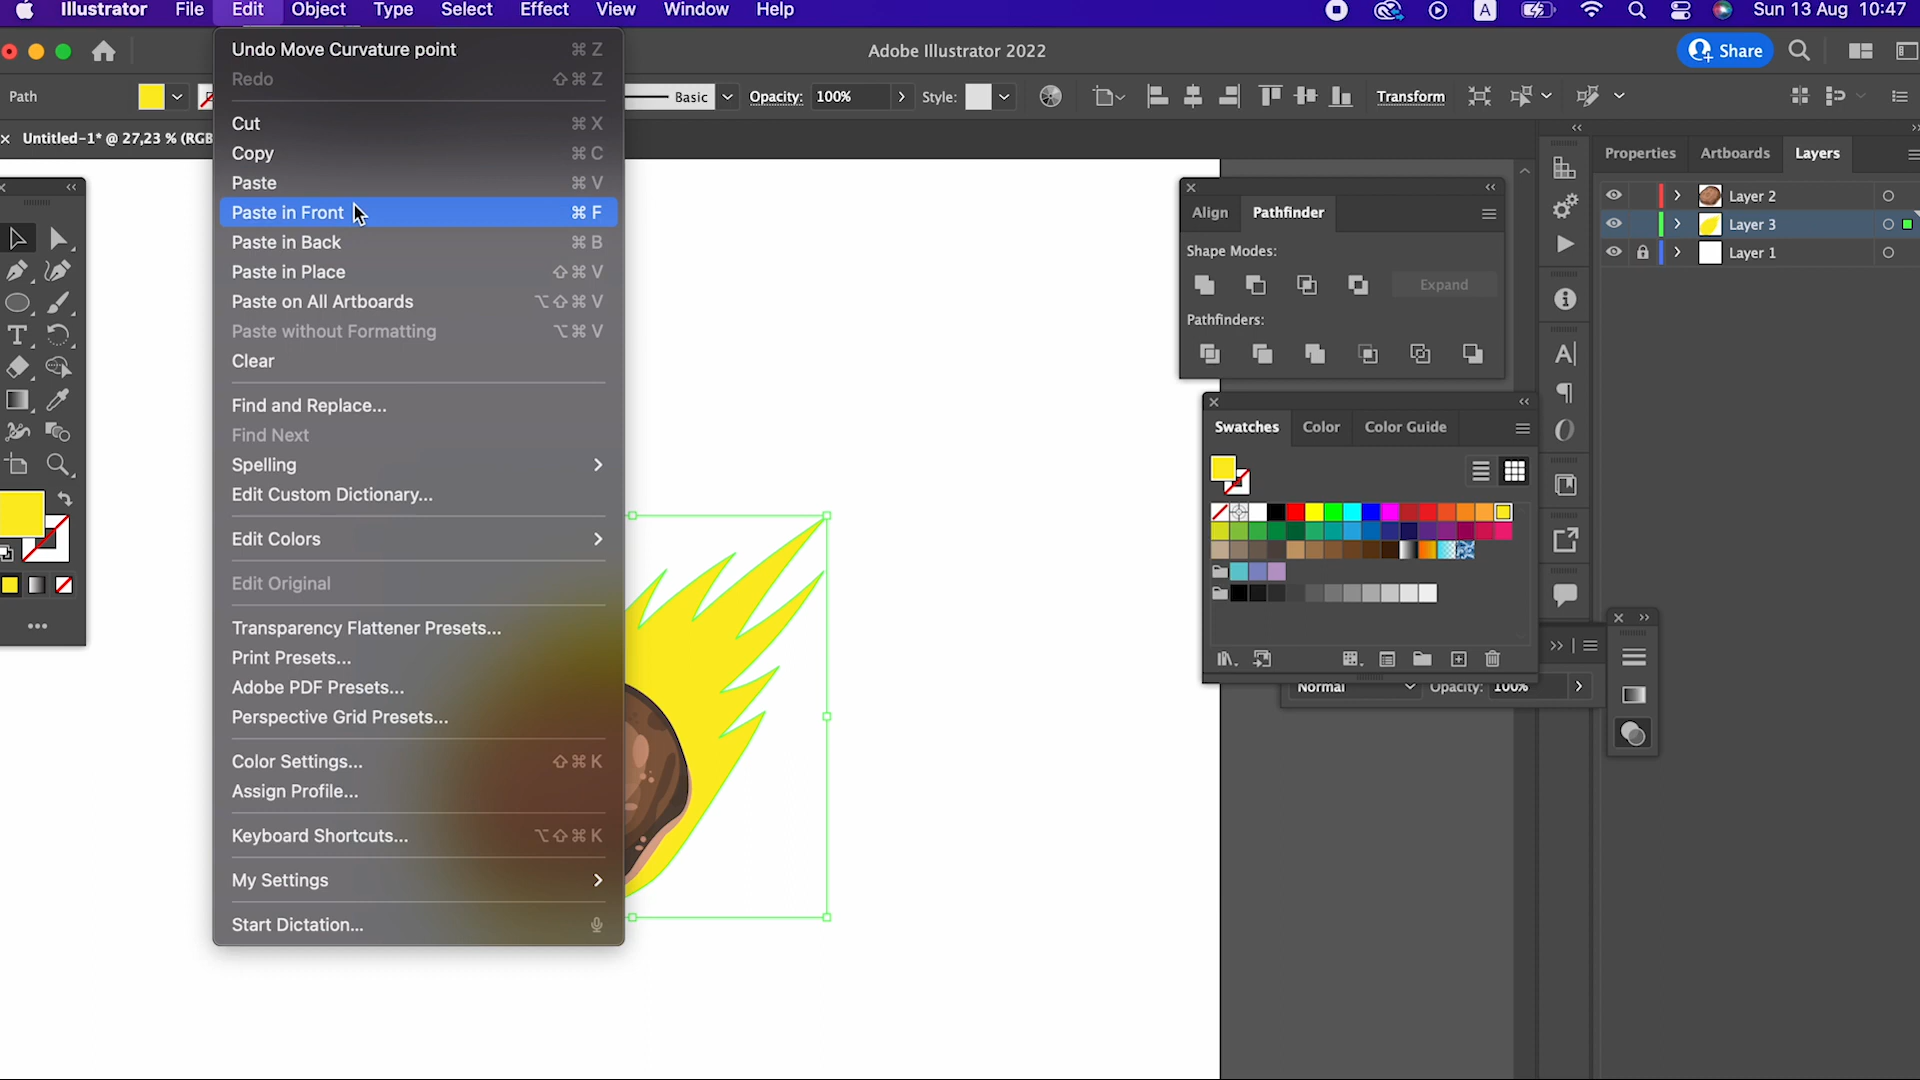 Illustrator File Edit Object Type Select Effect View Window Help A Sun 13 Aug 10:47
Adobe Illustrator 2022
Share
Path
Basic Opacity: 100% Style: Transform
× Untitled-1* @ 27,23 % (RGB
Undo Move Curvature point ⌘ Z
Redo ⇧⌘ Z
Cut ⌘ X
Copy ⌘ C
Paste ⌘ V
Paste in Front ⌘ F
Paste in Back ⌘ B
Paste in Place ⇧⌘ V
Paste on All Artboards ⌥⇧⌘ V
Paste without Formatting ⌥⌘ V
Clear
Find and Replace...
Find Next
Spelling
Edit Custom Dictionary...
Edit Colors
Edit Original
Transparency Flattener Presets...
Print Presets...
Adobe PDF Presets...
Perspective Grid Presets...
Color Settings... ⇧⌘ K
Assign Profile...
Keyboard Shortcuts... ⌥⇧⌘ K
My Settings
Start Dictation...
Align Pathfinder
Shape Modes:
Expand
Pathfinders:
Swatches Color Color Guide
Normal Opacity: 100%
Properties Artboards Layers
Layer 2
Layer 3
Layer 1